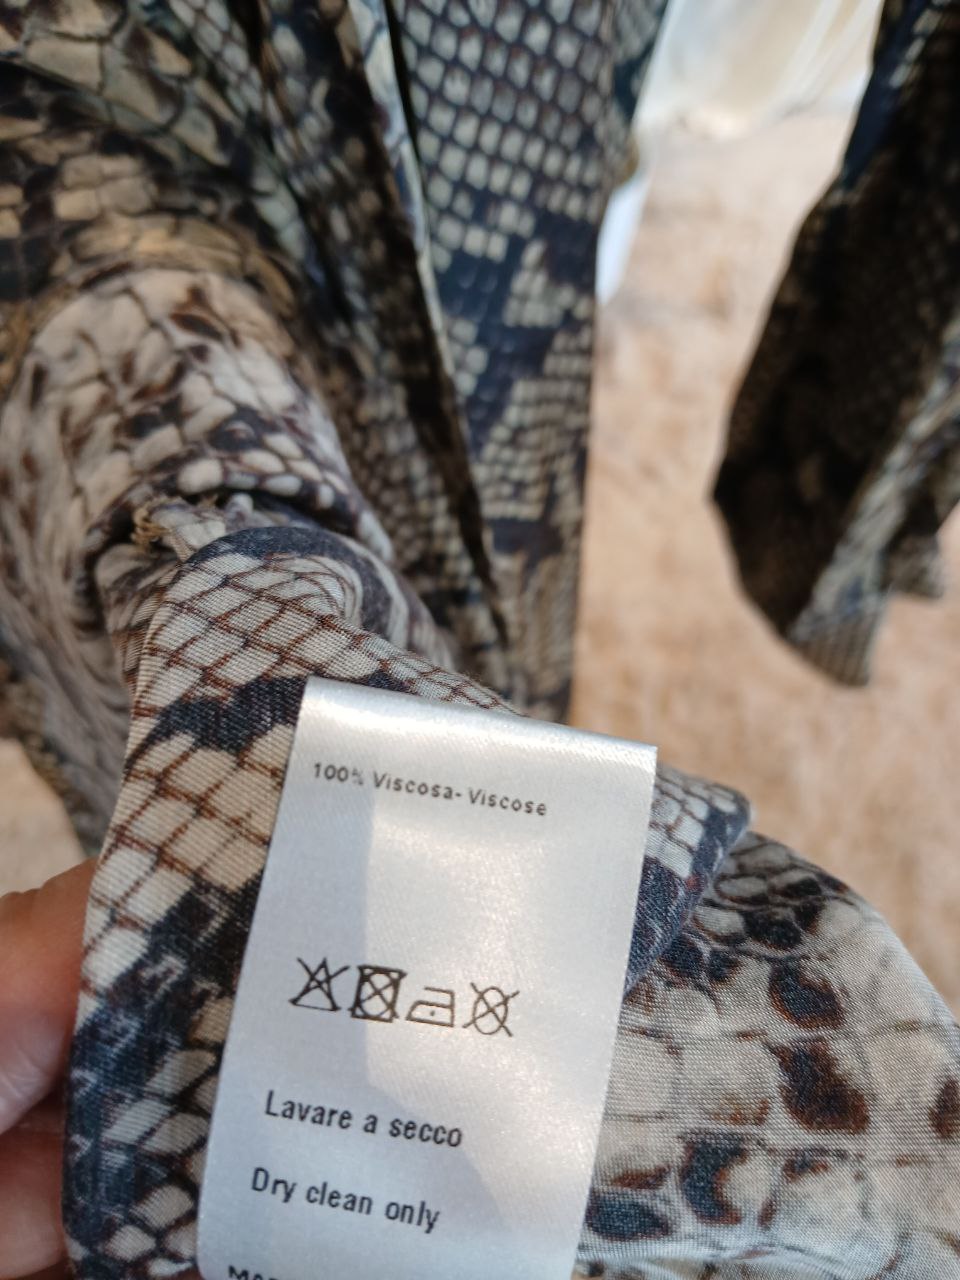 100% Viscosa-Viscose
Lavare a secco
Dry clean only